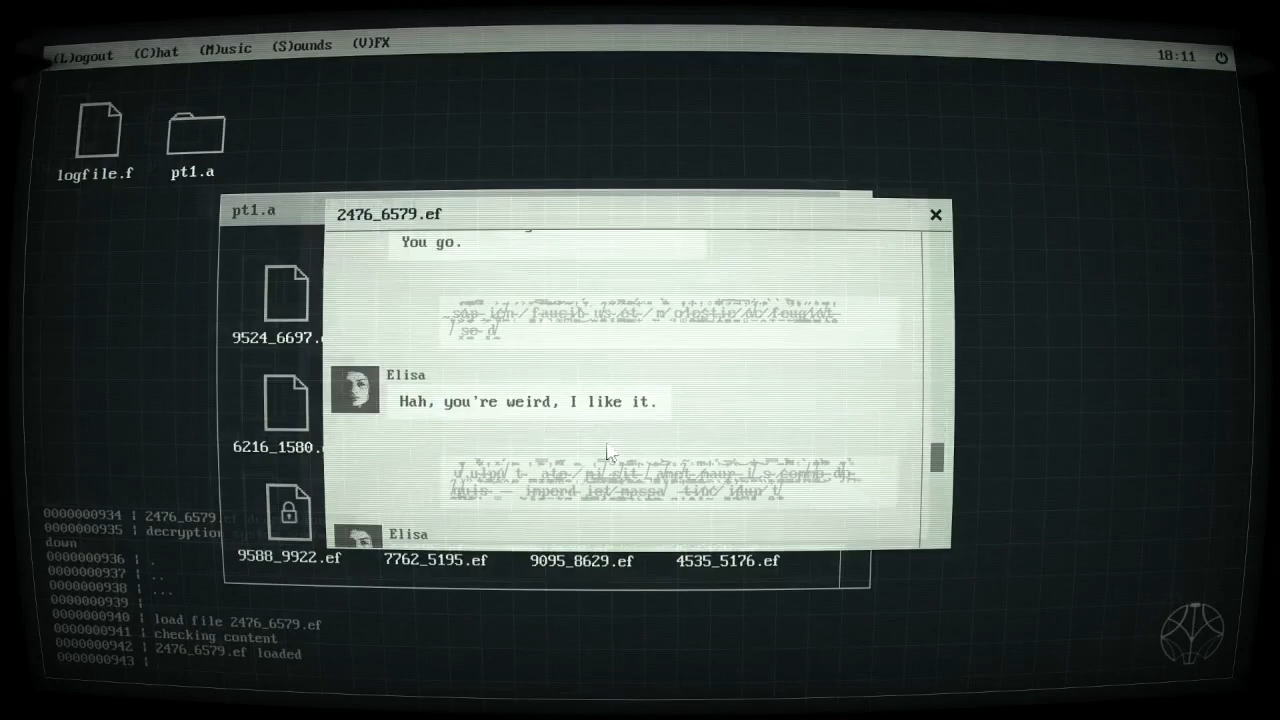 (L)ogout (C)hat (M)usic (S)ounds (V)FX 18:11
logfile.f pt1.a
pt1.a
2476_6579.ef
You go.
Elisa
Hah, you're weird, I like it.
Elisa
9524_6697.
6216_1580.
9588_9922.ef 7762_5195.ef 9095_8629.ef 4535_5176.ef
0000000934 | 2476_6579.ef
0000000935 | decryption
down
0000000936 | .
0000000937 | ..
0000000938 | ...
0000000939 |
0000000940 | load file 2476_6579.ef
0000000941 | checking content
0000000942 | 2476_6579.ef loaded
0000000943 |